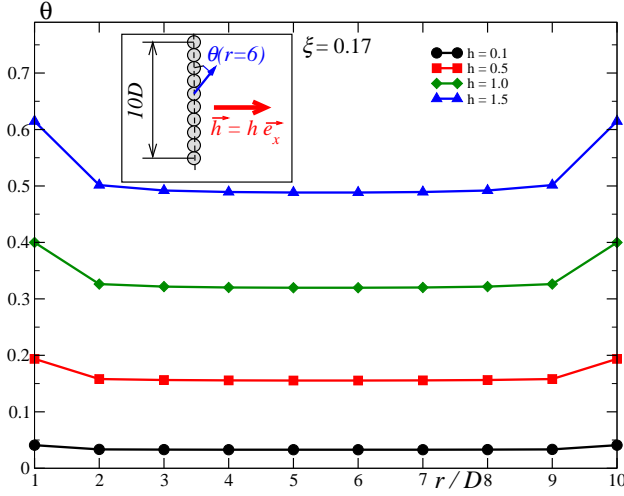 θ
ξ = 0.17
h = 0.1
h = 0.5
h = 1.0
h = 1.5
10D
θ(r=6)
h⃗ = h e⃗ₓ
0.7
0.6
0.5
0.4
0.3
0.2
0.1
0
1 2 3 4 5 6 7 8 9 10
r/D